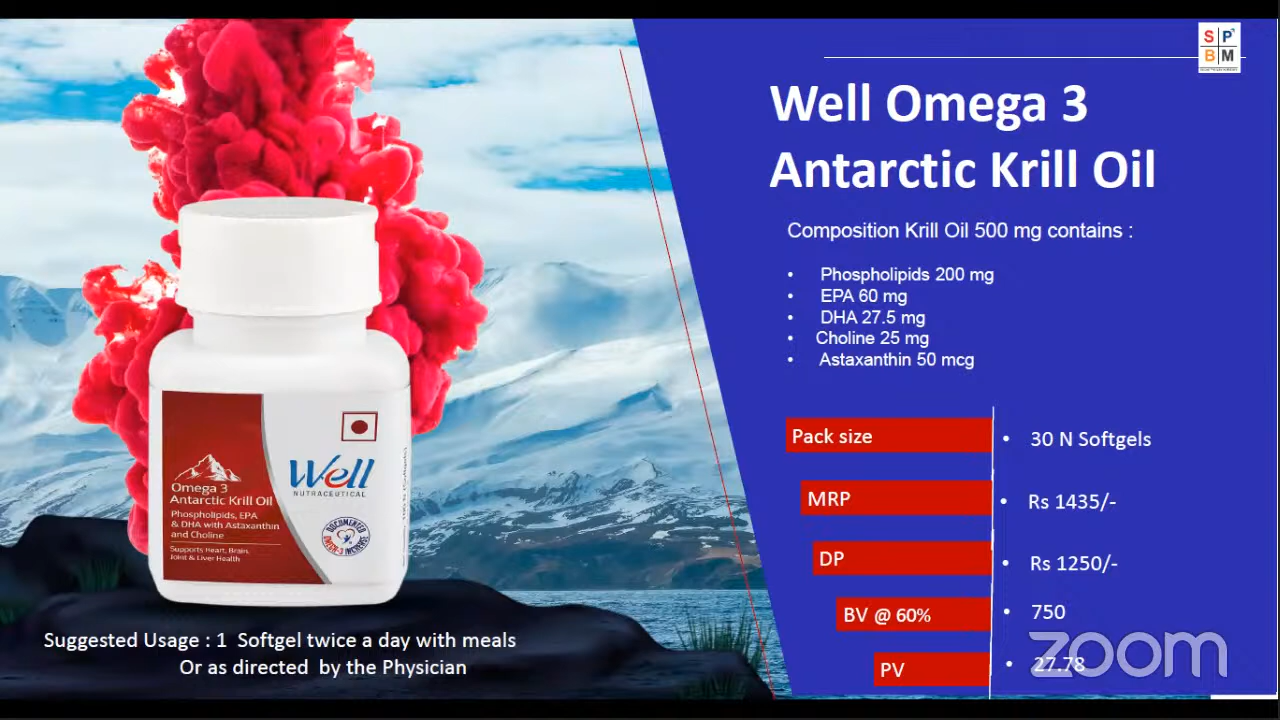 S P
B M
Well Omega 3
Antarctic Krill Oil
Composition Krill Oil 500 mg contains :
• Phospholipids 200 mg
• EPA 60 mg
• DHA 27.5 mg
• Choline 25 mg
• Astaxanthin 50 mcg
Pack size • 30 N Softgels
MRP • Rs 1435/-
DP • Rs 1250/-
BV @ 60% • 750
PV • 27.78
zoom
Omega 3
Antarctic Krill Oil
Phospholipids, EPA
& DHA with Astaxanthin
and Choline
Supports Heart, Brain,
Joint & Liver Health
Well
NUTRACEUTICAL
DOCUMENTED
OMEGA-3 INCREASE
Suggested Usage : 1 Softgel twice a day with meals
Or as directed by the Physician